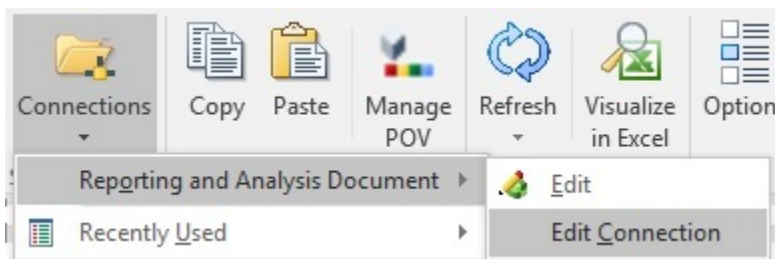 Connections Copy Paste Manage POV Refresh Visualize in Excel Option
Reporting and Analysis Document Edit
Recently Used Edit Connection